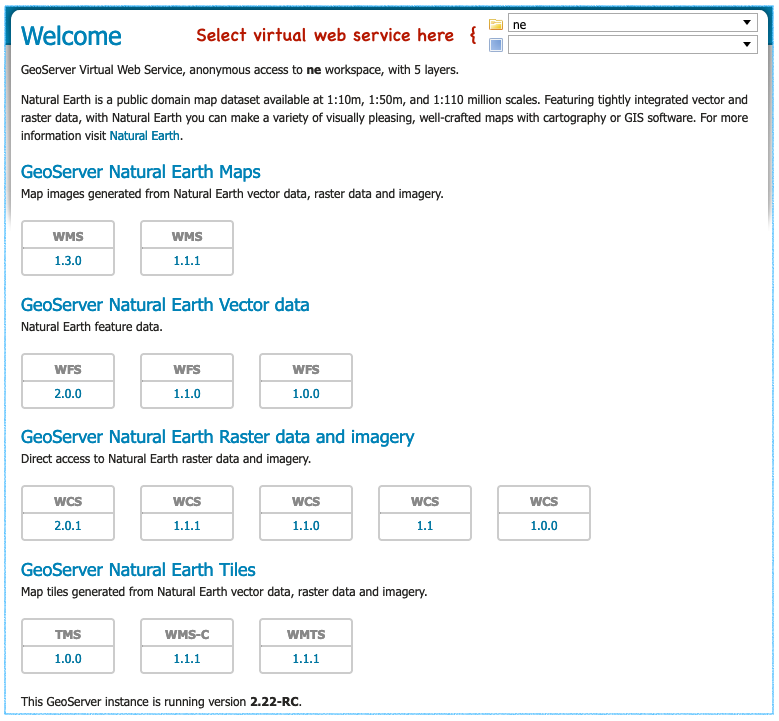 Welcome
Select virtual web service here {
ne
GeoServer Virtual Web Service, anonymous access to ne workspace, with 5 layers.
Natural Earth is a public domain map dataset available at 1:10m, 1:50m, and 1:110 million scales. Featuring tightly integrated vector and
raster data, with Natural Earth you can make a variety of visually pleasing, well-crafted maps with cartography or GIS software. For more
information visit Natural Earth.
GeoServer Natural Earth Maps
Map images generated from Natural Earth vector data, raster data and imagery.
WMS WMS
1.3.0 1.1.1
GeoServer Natural Earth Vector data
Natural Earth feature data.
WFS WFS WFS
2.0.0 1.1.0 1.0.0
GeoServer Natural Earth Raster data and imagery
Direct access to Natural Earth raster data and imagery.
WCS WCS WCS WCS WCS
2.0.1 1.1.1 1.1.0 1.1 1.0.0
GeoServer Natural Earth Tiles
Map tiles generated from Natural Earth vector data, raster data and imagery.
TMS WMS-C WMTS
1.0.0 1.1.1 1.1.1
This GeoServer instance is running version 2.22-RC.